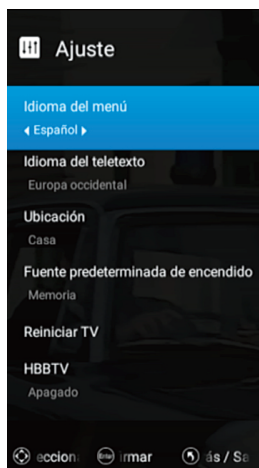 Ajuste
Idioma del menú
Español
Idioma del teletexto
Europa occidental
Ubicación
Casa
Fuente predeterminada de encendido
Memoria
Reiniciar TV
HBBTV
Apagado
eccion Enter irmar ás / Sa